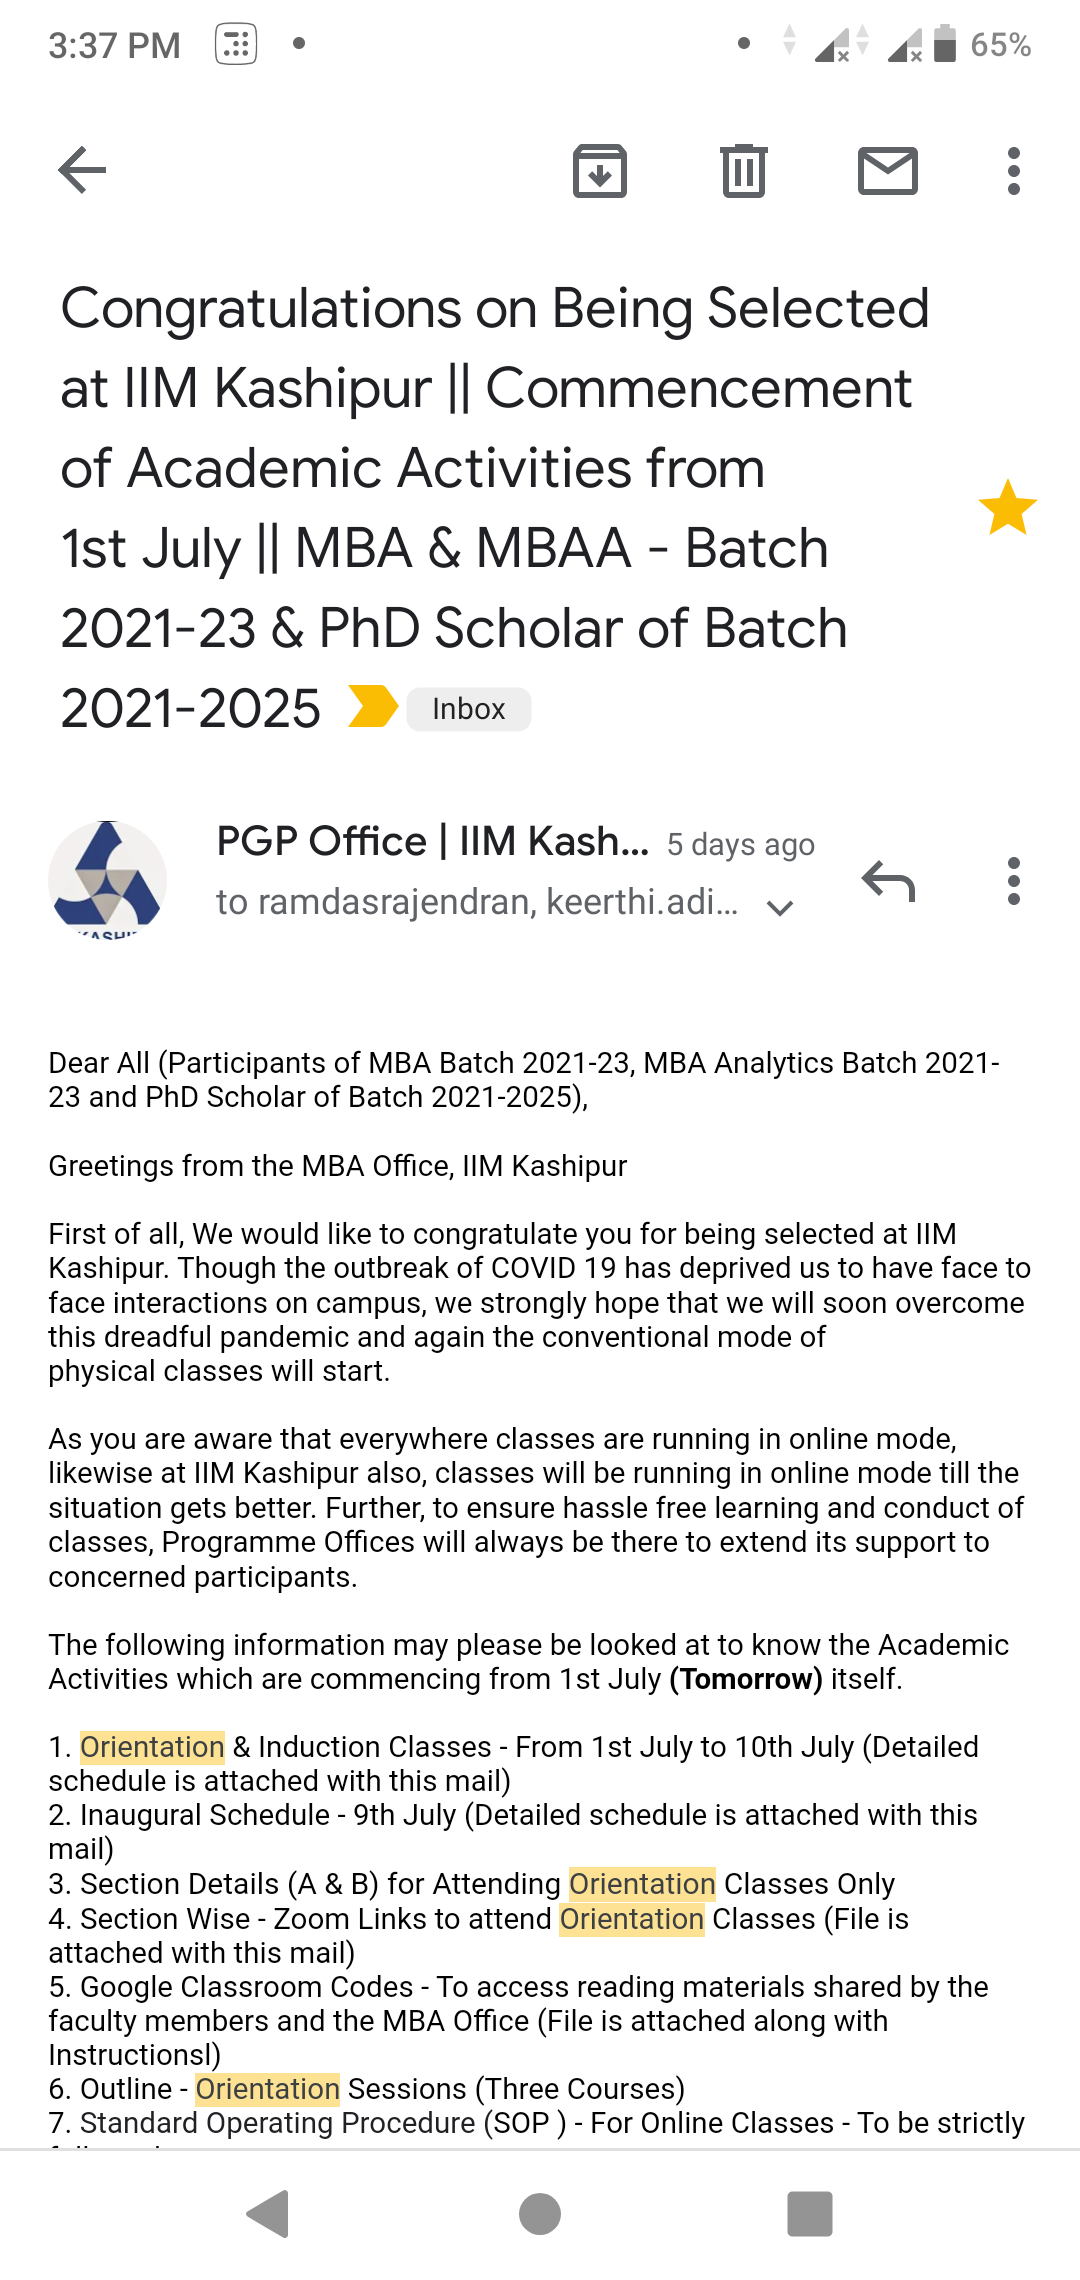 3:37 PM
65%
Congratulations on Being Selected
at IIM Kashipur || Commencement
of Academic Activities from
1st July || MBA & MBAA - Batch
2021-23 & PhD Scholar of Batch
2021-2025 Inbox
PGP Office | IIM Kash... 5 days ago
to ramdasrajendran, keerthi.adi...
Dear All (Participants of MBA Batch 2021-23, MBA Analytics Batch 2021-
23 and PhD Scholar of Batch 2021-2025),
Greetings from the MBA Office, IIM Kashipur
First of all, We would like to congratulate you for being selected at IIM
Kashipur. Though the outbreak of COVID 19 has deprived us to have face to
face interactions on campus, we strongly hope that we will soon overcome
this dreadful pandemic and again the conventional mode of
physical classes will start.
As you are aware that everywhere classes are running in online mode,
likewise at IIM Kashipur also, classes will be running in online mode till the
situation gets better. Further, to ensure hassle free learning and conduct of
classes, Programme Offices will always be there to extend its support to
concerned participants.
The following information may please be looked at to know the Academic
Activities which are commencing from 1st July (Tomorrow) itself.
1. Orientation & Induction Classes - From 1st July to 10th July (Detailed
schedule is attached with this mail)
2. Inaugural Schedule - 9th July (Detailed schedule is attached with this
mail)
3. Section Details (A & B) for Attending Orientation Classes Only
4. Section Wise - Zoom Links to attend Orientation Classes (File is
attached with this mail)
5. Google Classroom Codes - To access reading materials shared by the
faculty members and the MBA Office (File is attached along with
Instructionsl)
6. Outline - Orientation Sessions (Three Courses)
7. Standard Operating Procedure (SOP ) - For Online Classes - To be strictly